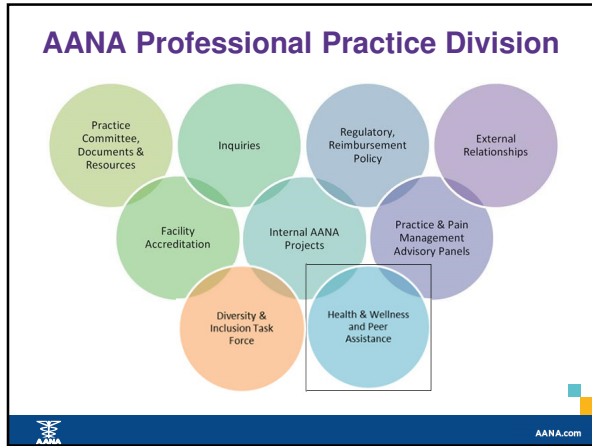 AANA Professional Practice Division
Practice
Committee,
Documents &
Resources
Inquiries
Regulatory,
Reimbursement
Policy
External
Relationships
Facility
Accreditation
Internal AANA
Projects
Practice & Pain
Management
Advisory Panels
Diversity &
Inclusion Task
Force
Health & Wellness
and Peer
Assistance
AANA
AANA.com